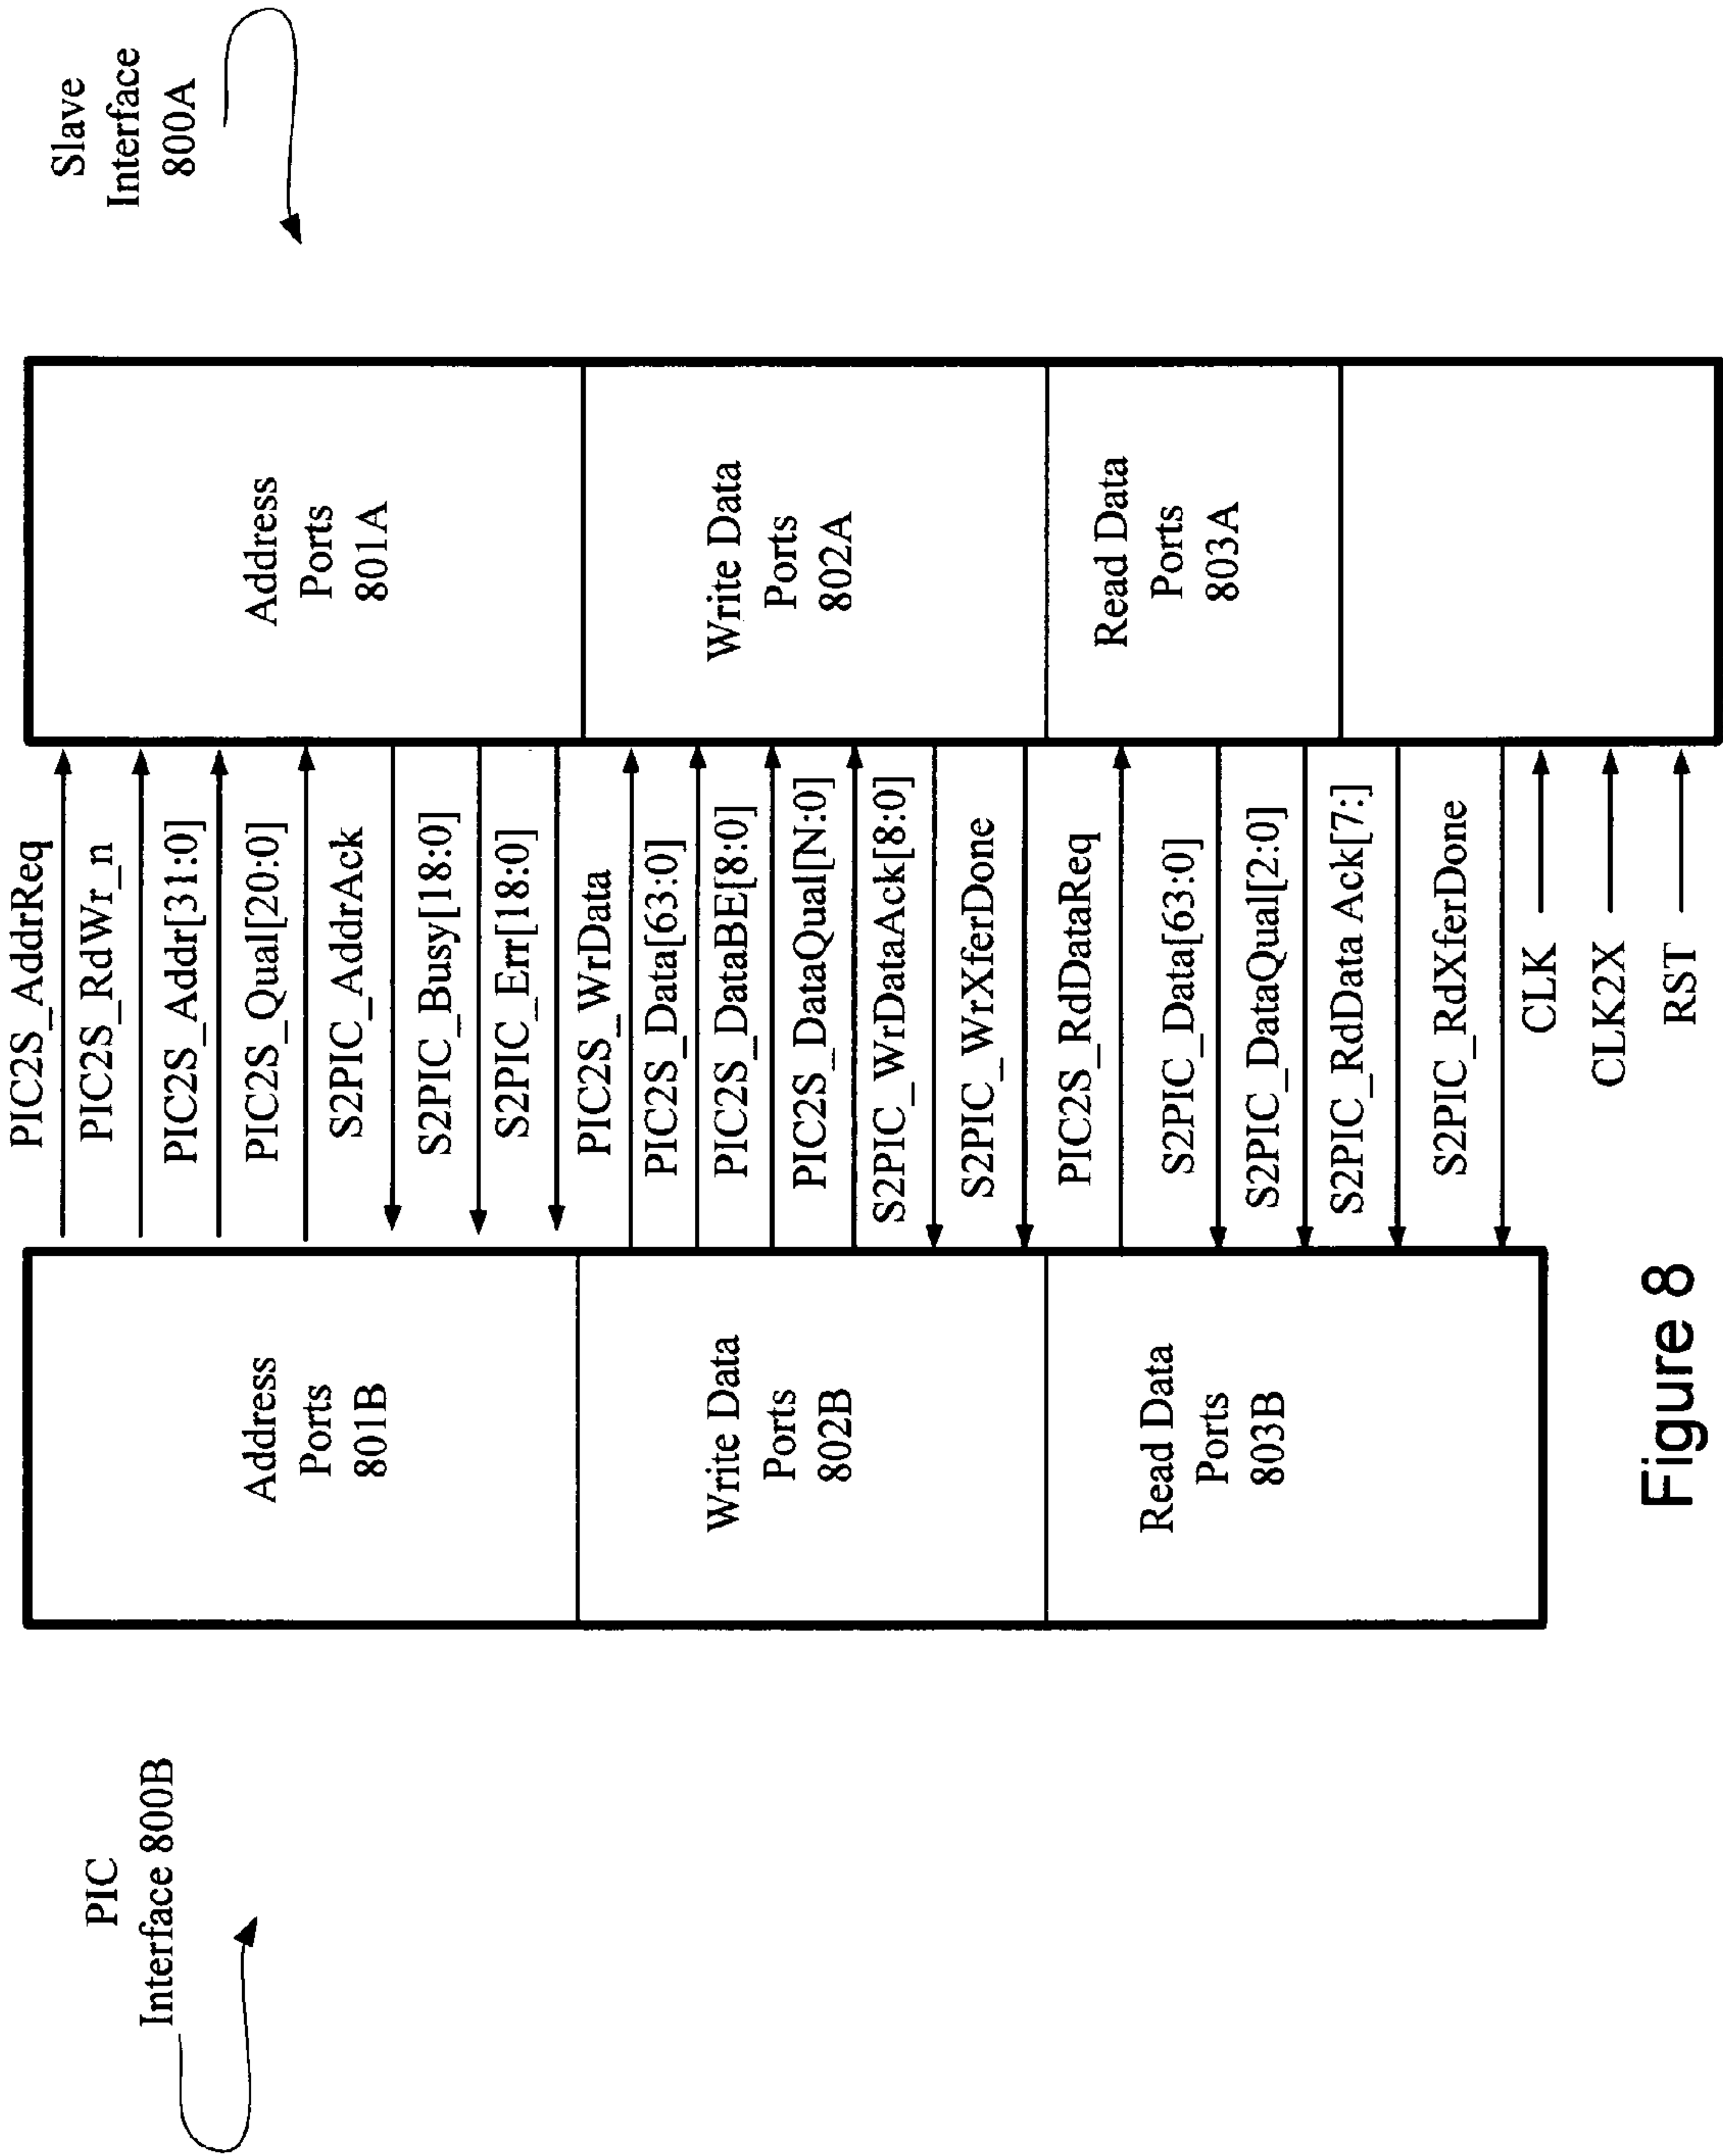 PIC
Interface 800B
Slave
Interface
800A
Address
Ports
801B
Write Data
Ports
802B
Read Data
Ports
803B
PIC2S_AddrReq
PIC2S_RdWr_n
PIC2S_Addr[31:0]
PIC2S_Qual[20:0]
S2PIC_AddrAck
S2PIC_Busy[18:0]
S2PIC_Err[18:0]
PIC2S_WrData
PIC2S_Data[63:0]
PIC2S_DataBE[8:0]
PIC2S_DataQual[N:0]
S2PIC_WrDataAck[8:0]
S2PIC_WrXferDone
PIC2S_RdDataReq
S2PIC_Data[63:0]
S2PIC_DataQual[2:0]
S2PIC_RdData Ack[7:]
S2PIC_RdXferDone
CLK
CLK2X
RST
Address
Ports
801A
Write Data
Ports
802A
Read Data
Ports
803A
Figure 8